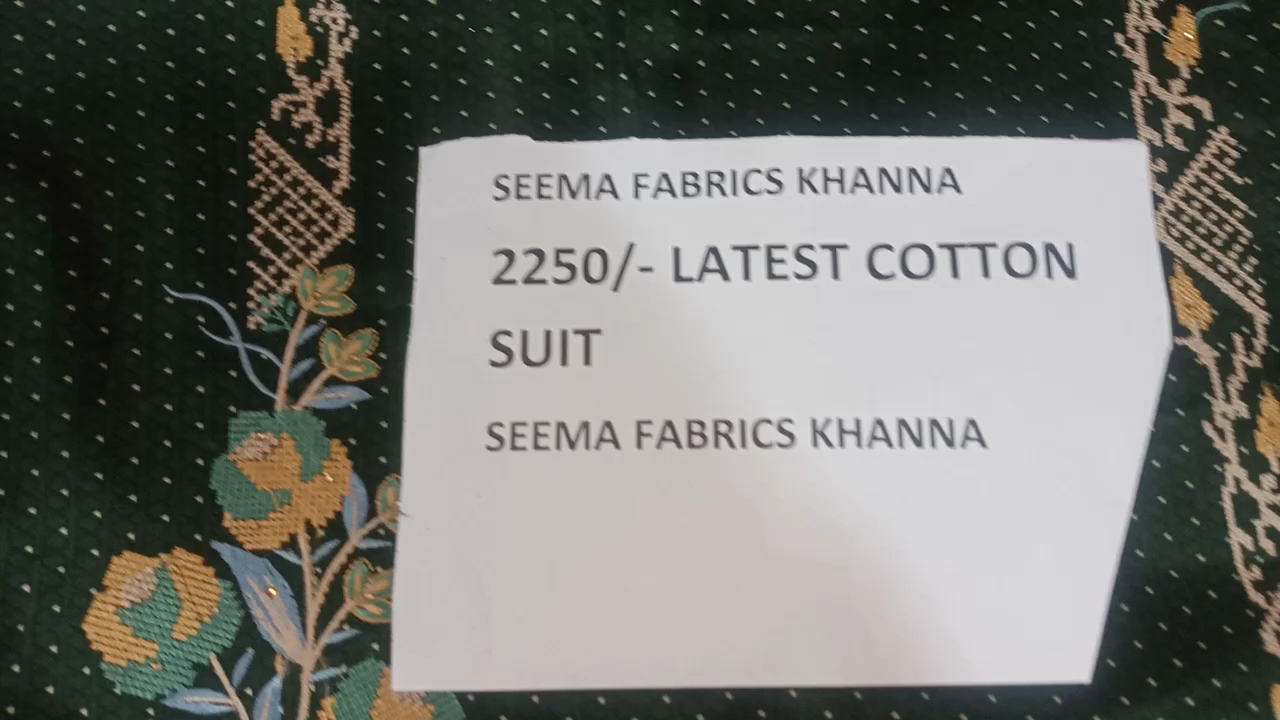 SEEMA FABRICS KHANNA
2250/- LATEST COTTON
SUIT
SEEMA FABRICS KHANNA